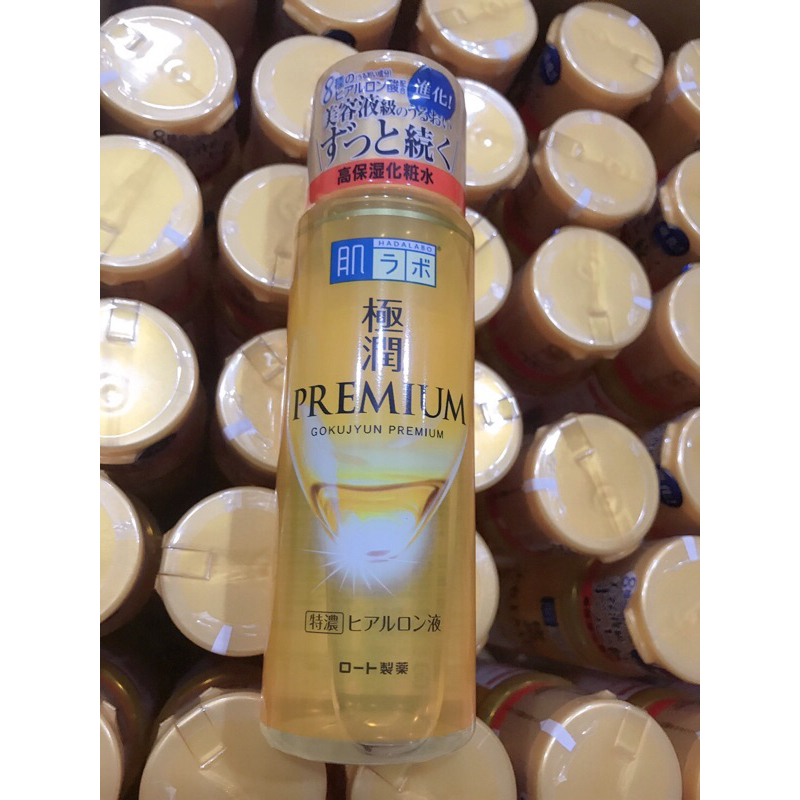 8種の
ヒアルロン酸
進化!
美容液級のうるおい
ずっと続く
高保湿化粧水
HADALABO
肌ラボ
極潤
PREMIUM
GOKUJYUN PREMIUM
特濃 ヒアルロン液
ロート製薬